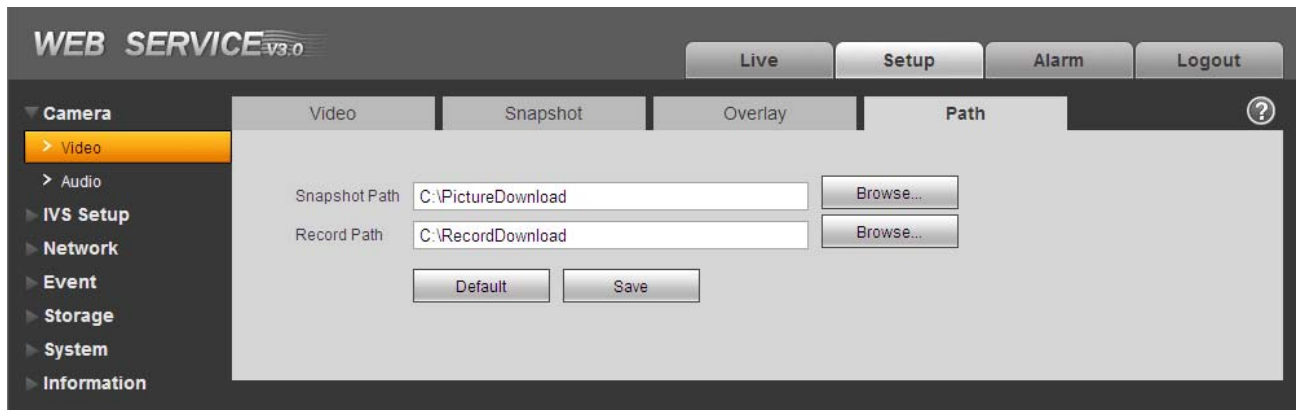 WEB SERVICE V3.0
Live Setup Alarm Logout
Camera
> Video
> Audio
IVS Setup
Network
Event
Storage
System
Information
Video Snapshot Overlay Path ?
Snapshot Path C:\PictureDownload Browse...
Record Path C:\RecordDownload Browse...
Default Save